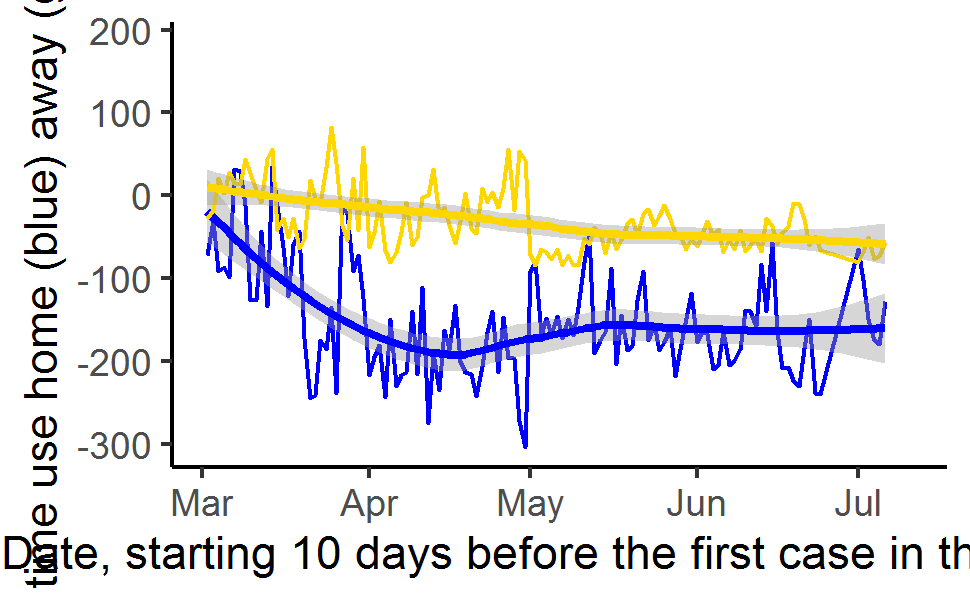 time use home (blue) away (
200
100
0
-100
-200
-300
Mar Apr May Jun Jul
Date, starting 10 days before the first case in th